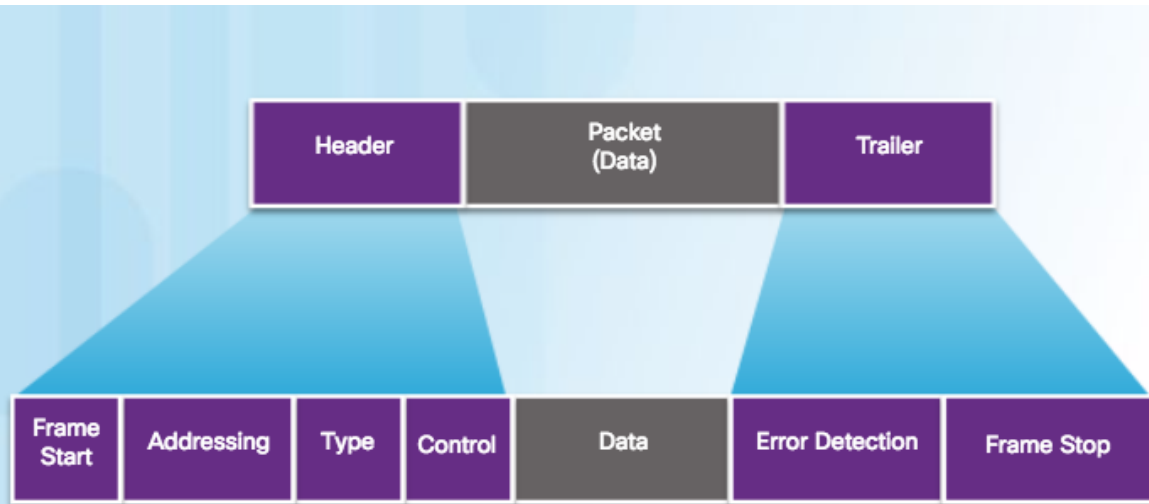 Header
Packet
(Data)
Trailer
Frame
Start
Addressing
Type
Control
Data
Error Detection
Frame Stop